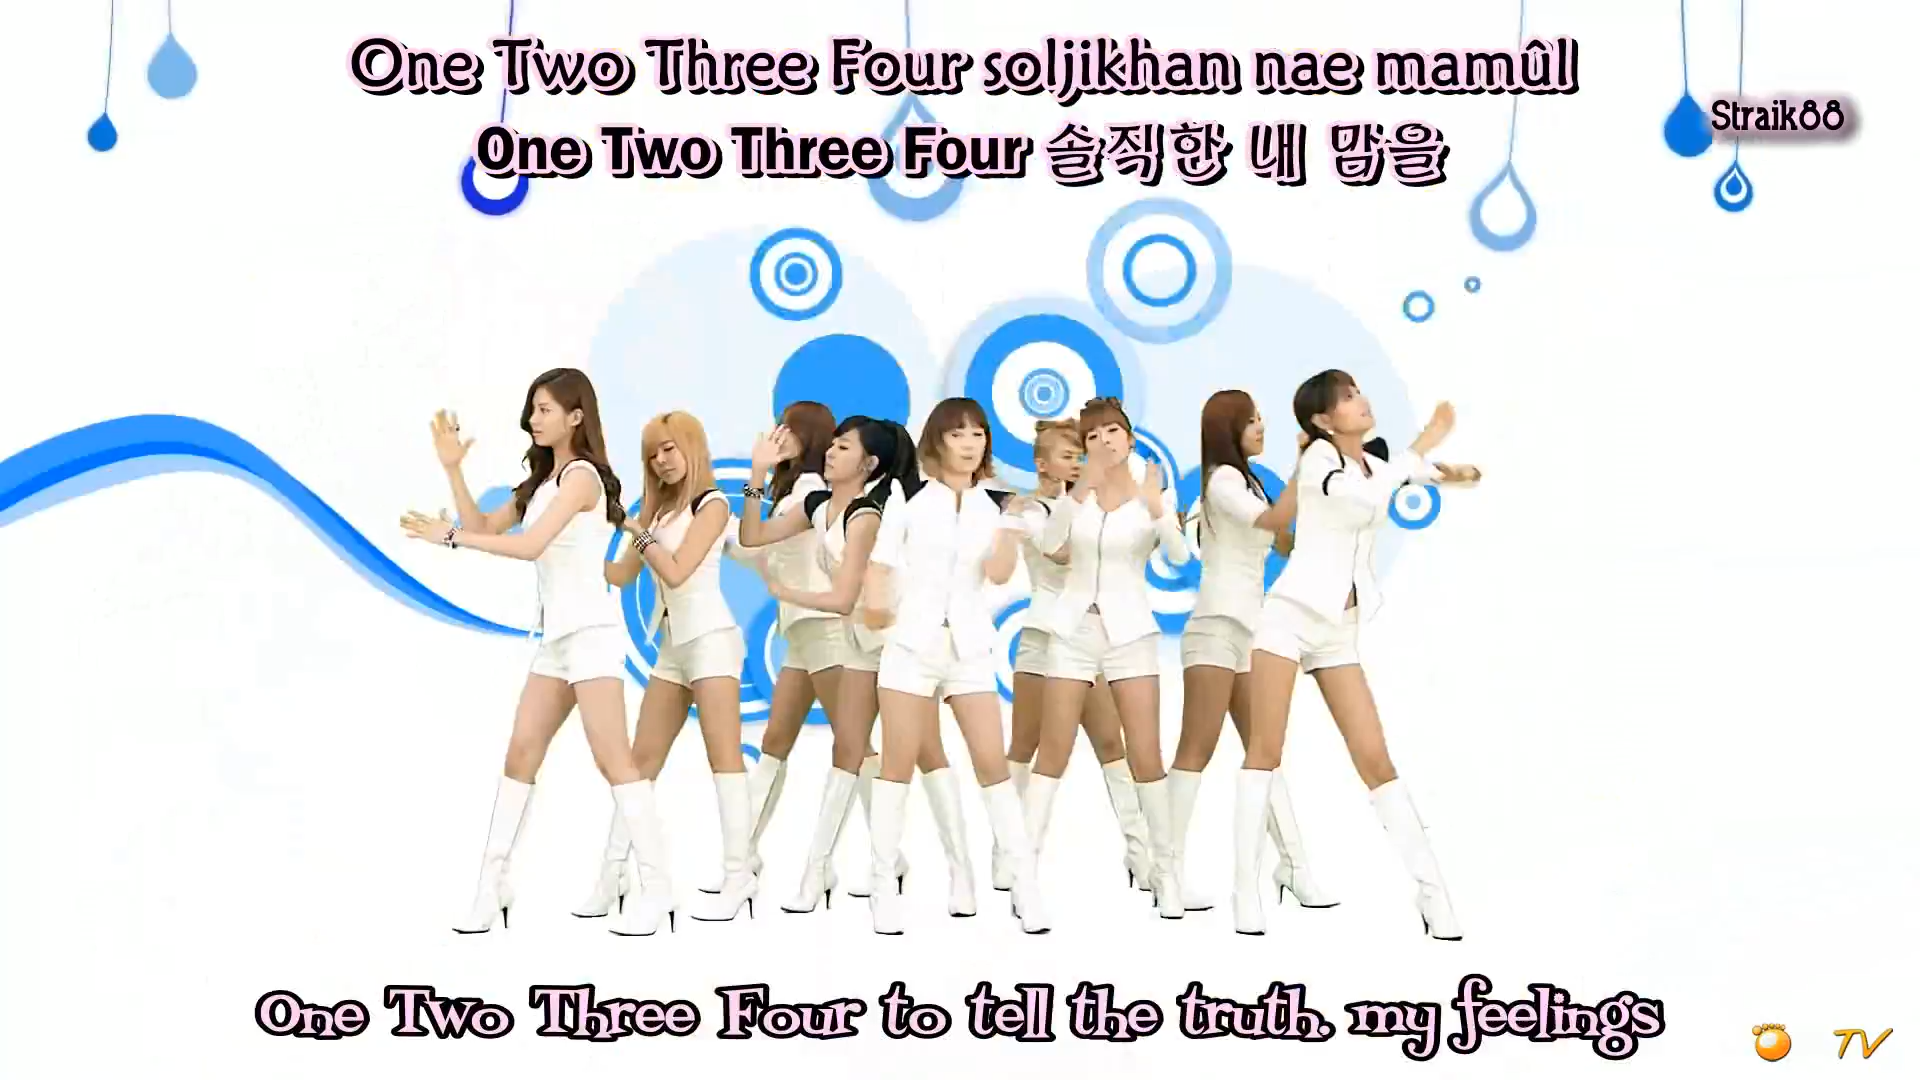 One Two Three Four soljikhan nae mamûl
One Two Three Four 솔직한 내 맘을
Straik88
One Two Three Four to tell the truth. my feelings
TV